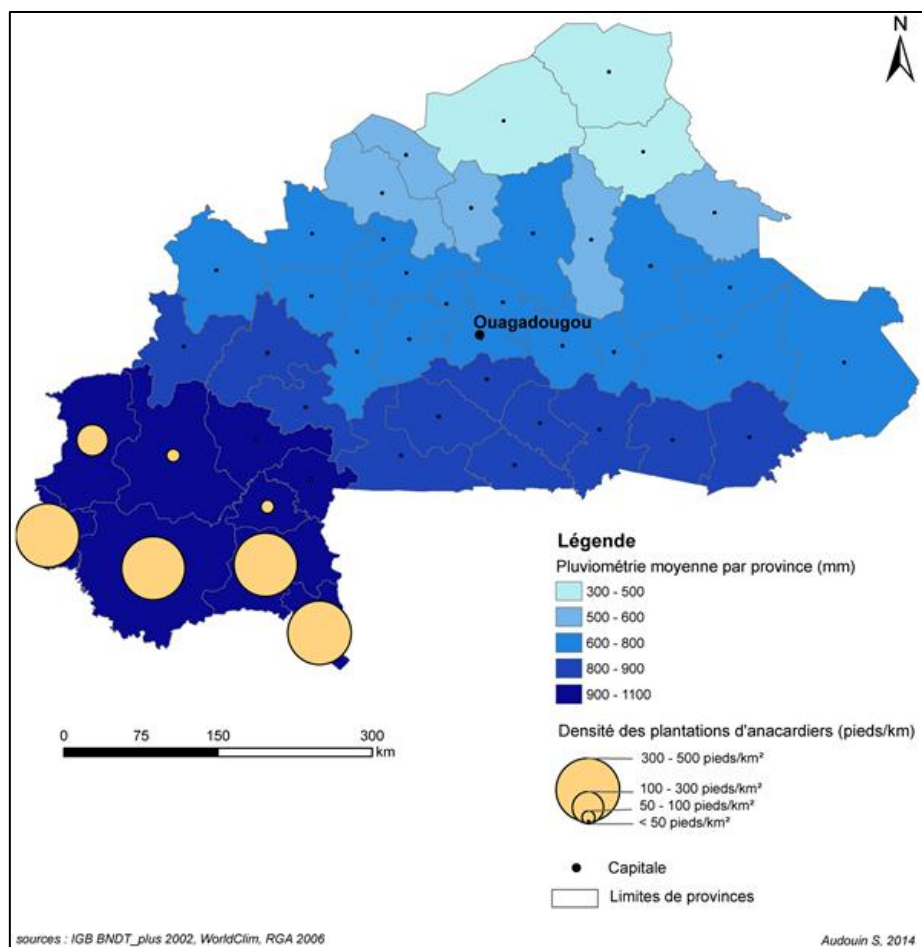 N
Ouagadougou
Légende
Pluviométrie moyenne par province (mm)
300 - 500
500 - 600
600 - 800
800 - 900
900 - 1100
0 75 150 300
km
Densité des plantations d'anacardiers (pieds/km)
300 - 500 pieds/km²
100 - 300 pieds/km²
50 - 100 pieds/km²
< 50 pieds/km²
Capitale
Limites de provinces
sources : IGB BNDT_plus 2002, WorldClim, RGA 2006
Audouin S, 2014